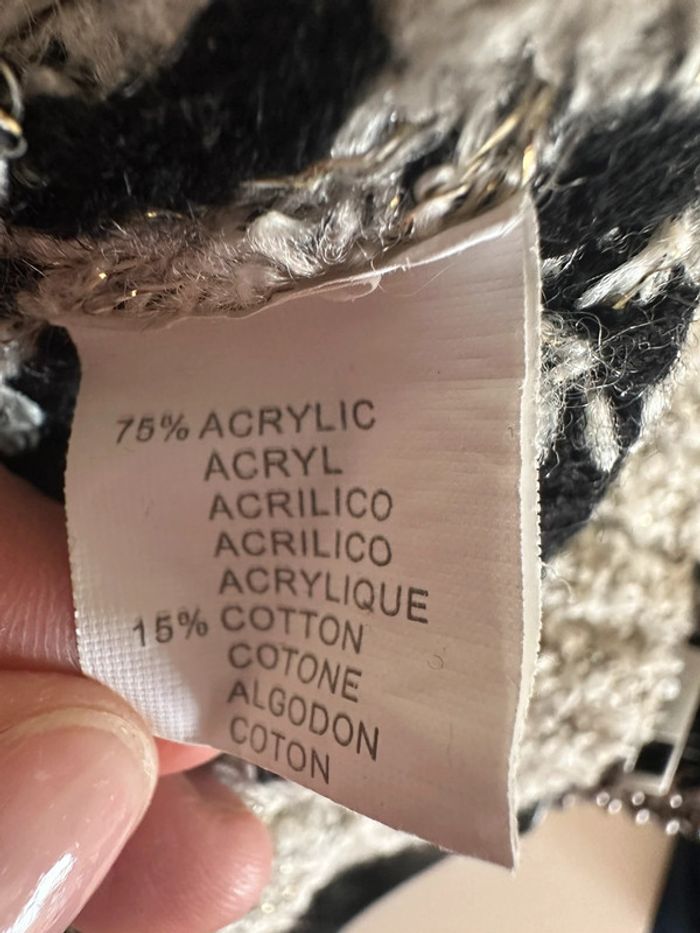 75% ACRYLIC
ACRYL
ACRILICO
ACRILICO
ACRYLIQUE
15% COTTON
COTONE
ALGODON
COTON